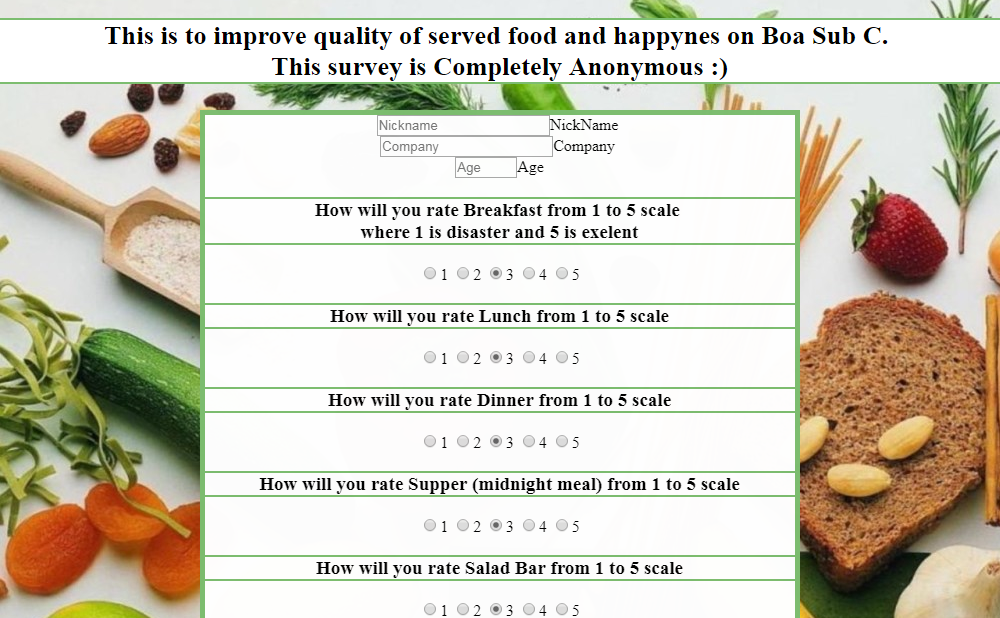 This is to improve quality of served food and happynes on Boa Sub C.
This survey is Completely Anonymous :)
Nickname NickName
Company Company
Age Age
How will you rate Breakfast from 1 to 5 scale
where 1 is disaster and 5 is exelent
1 2 3 4 5
How will you rate Lunch from 1 to 5 scale
1 2 3 4 5
How will you rate Dinner from 1 to 5 scale
1 2 3 4 5
How will you rate Supper (midnight meal) from 1 to 5 scale
1 2 3 4 5
How will you rate Salad Bar from 1 to 5 scale
1 2 3 4 5